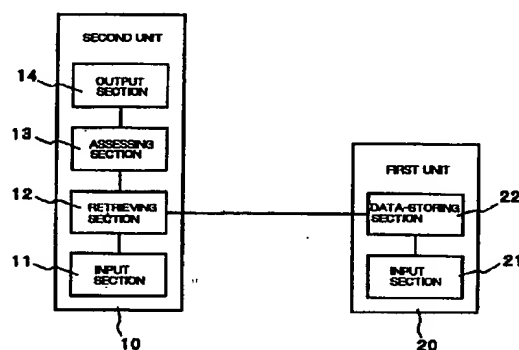 SECOND UNIT
14
OUTPUT
SECTION
13
ASSESSING
SECTION
12
RETRIEVING
SECTION
11
INPUT
SECTION
10
FIRST UNIT
DATA-STORING
SECTION
22
INPUT
SECTION
21
20